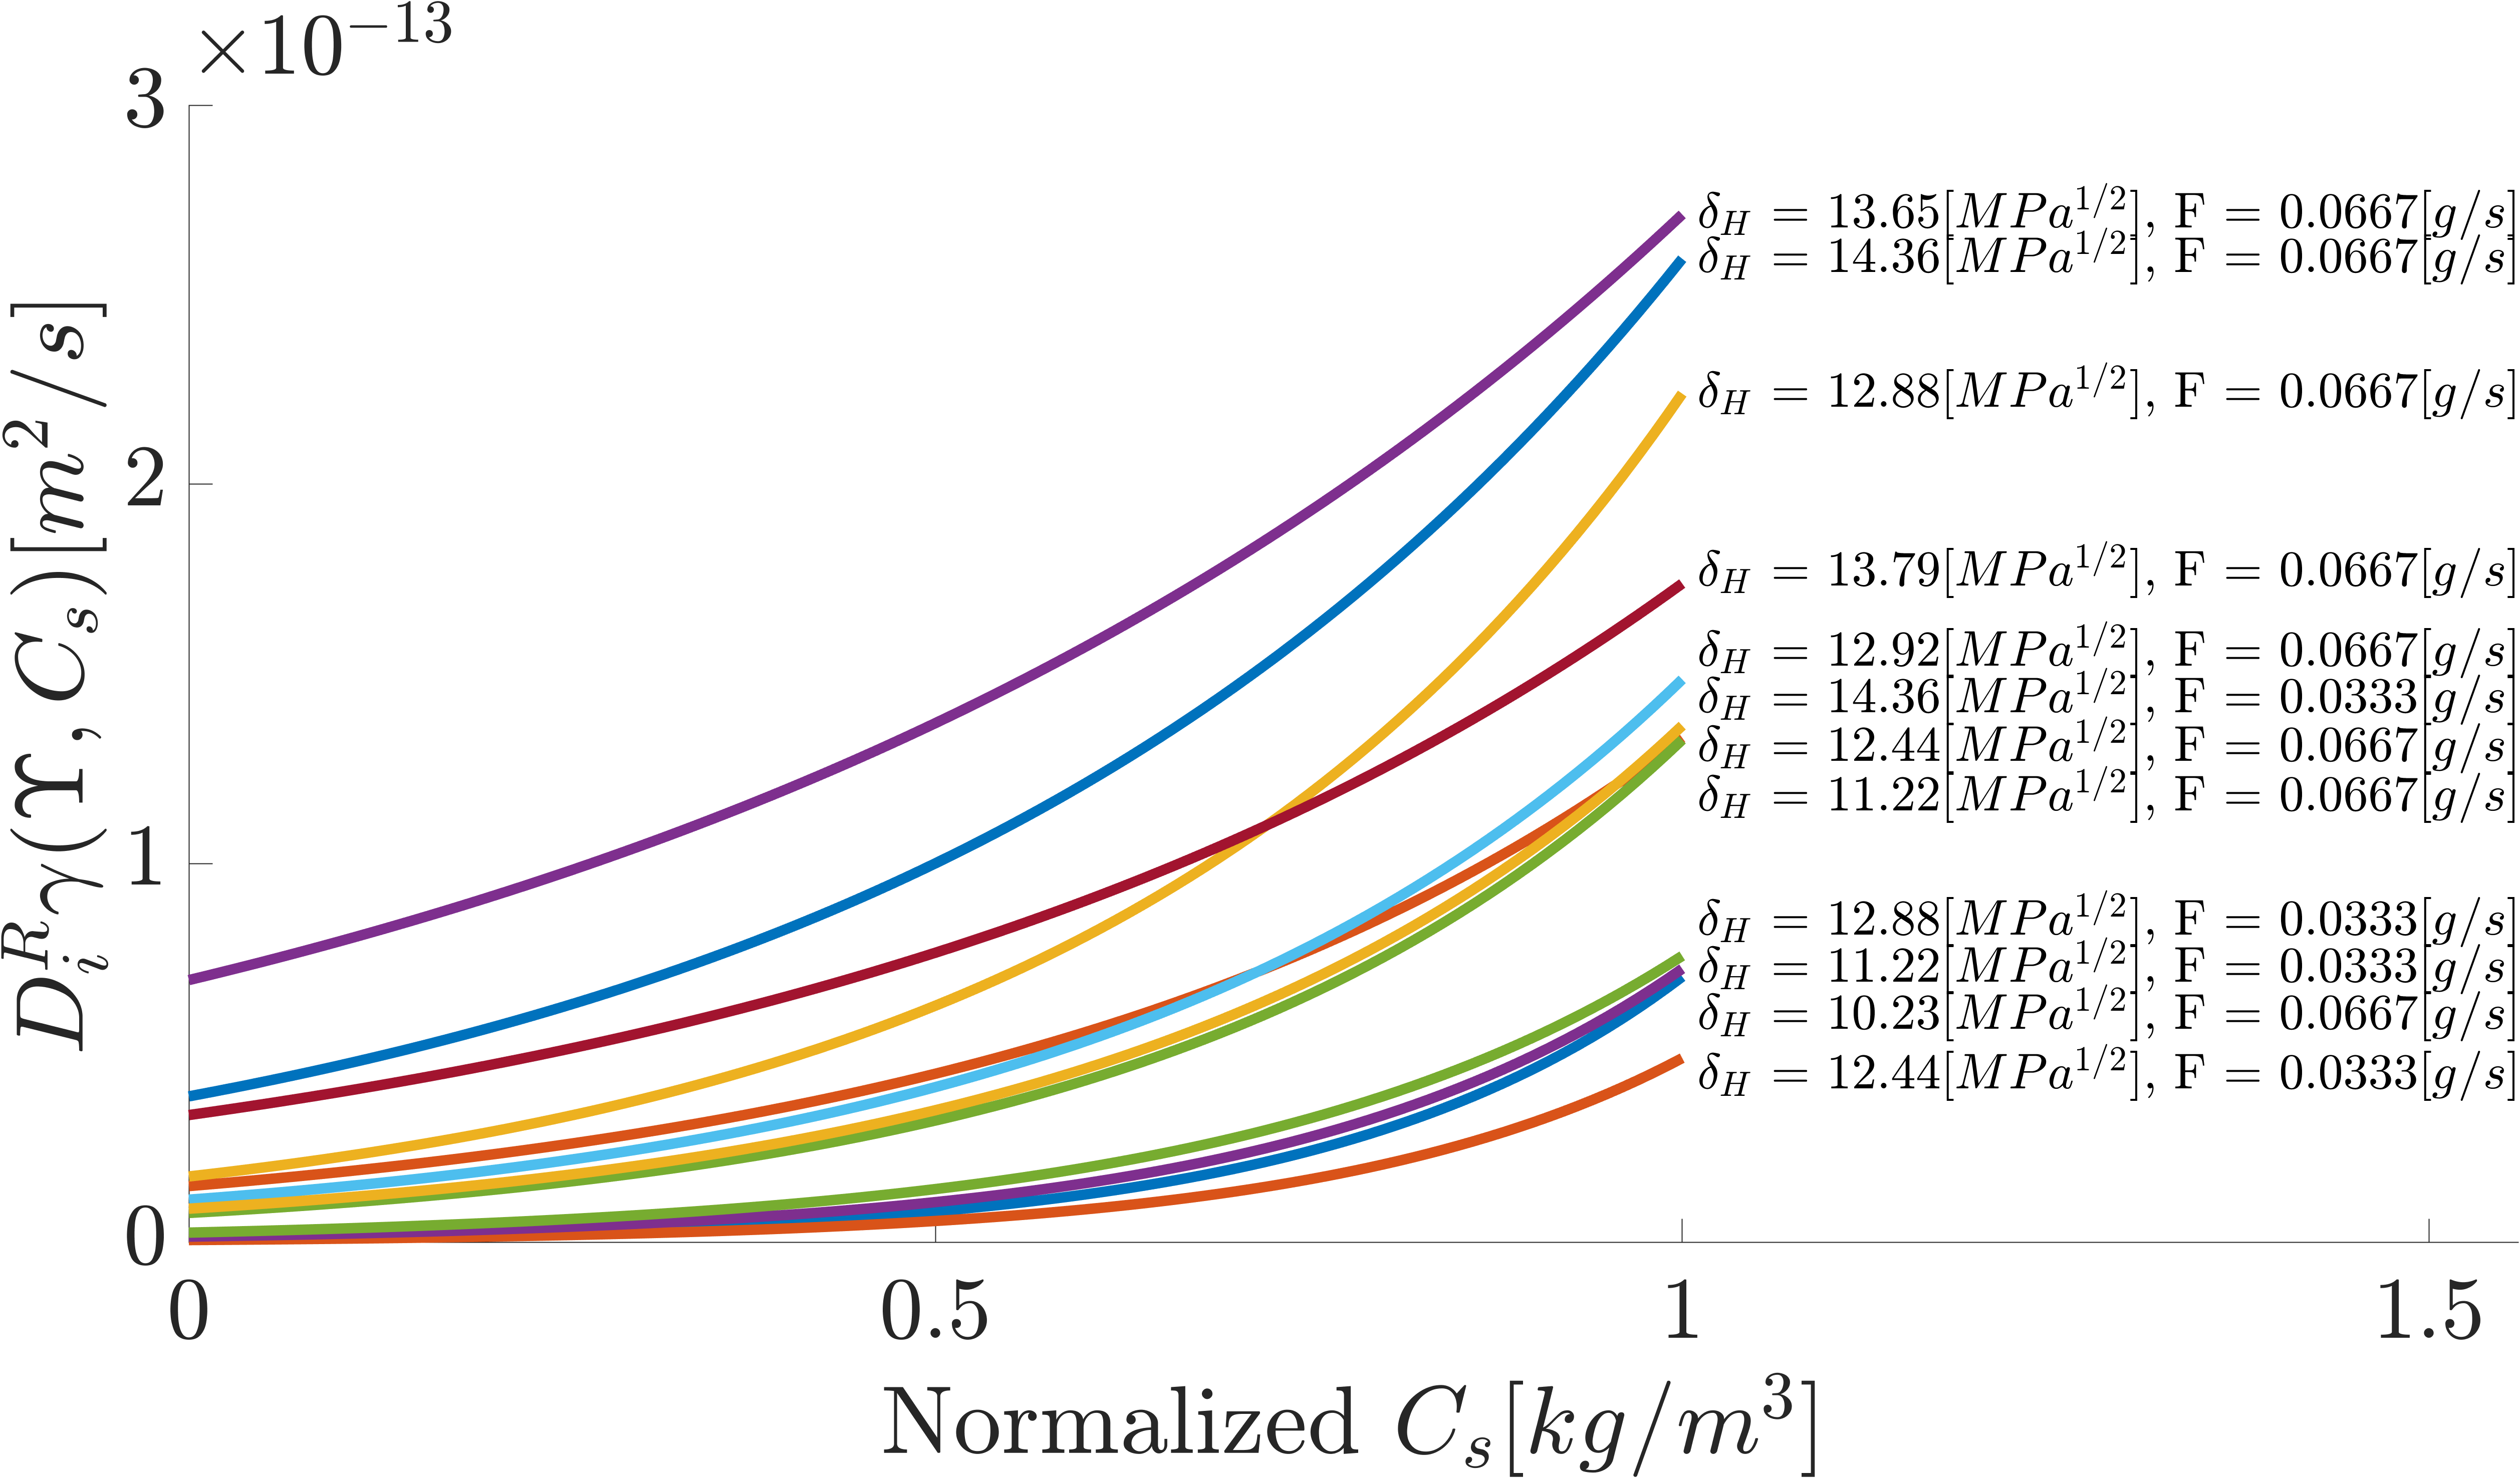 ×10⁻¹³
3
2
1
0
0
0.5
1
1.5
Dᵢᴿγ(ϒ, Cₛ)[m²/s]
Normalized Cₛ[kg/m³]
δ_H = 13.65[MPa^{1/2}], F = 0.0667[g/s]
δ_H = 14.36[MPa^{1/2}], F = 0.0667[g/s]
δ_H = 12.88[MPa^{1/2}], F = 0.0667[g/s]
δ_H = 13.79[MPa^{1/2}], F = 0.0667[g/s]
δ_H = 12.92[MPa^{1/2}], F = 0.0667[g/s]
δ_H = 14.36[MPa^{1/2}], F = 0.0333[g/s]
δ_H = 12.44[MPa^{1/2}], F = 0.0667[g/s]
δ_H = 11.22[MPa^{1/2}], F = 0.0667[g/s]
δ_H = 12.88[MPa^{1/2}], F = 0.0333[g/s]
δ_H = 11.22[MPa^{1/2}], F = 0.0333[g/s]
δ_H = 10.23[MPa^{1/2}], F = 0.0667[g/s]
δ_H = 12.44[MPa^{1/2}], F = 0.0333[g/s]